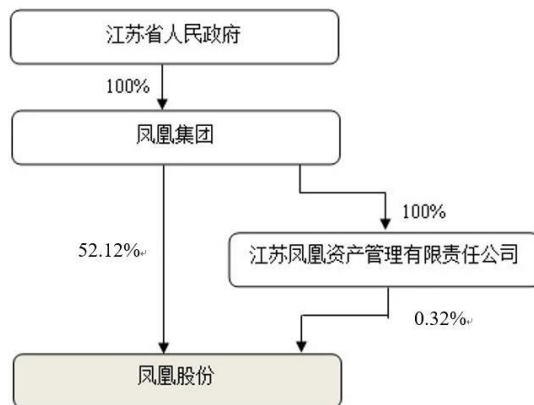 江苏省人民政府
100%
凤凰集团
100%
52.12%
江苏凤凰资产管理有限责任公司
0.32%
凤凰股份